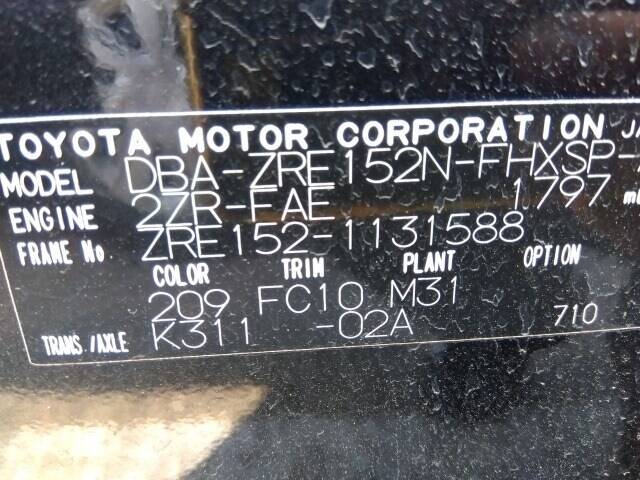 TOYOTA MOTOR CORPORATION JA
MODEL DBA-ZRE152N-FHXSP-
ENGINE 2ZR-FAE 1797 m
FRAME No ZRE152-1131588
COLOR TRIM PLANT OPTION
209 FC10 M31
TRANS./AXLE K311 -02A 710